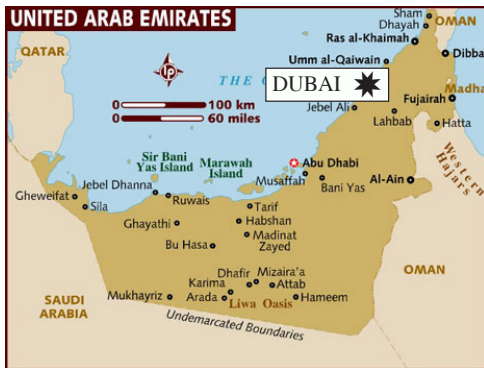 UNITED ARAB EMIRATES
Sham
OMAN
Dhayah
Ras al-Khaimah
QATAR
Umm al-Qaiwain
Dibba
THE
DUBAI
Madha
Fujairah
0 100 km
0 60 miles
Jebel Ali
Lahbab
Hatta
Western
Hajars
Sir Bani
Yas Island
Marawah
Island
Abu Dhabi
Musaffah
Bani Yas
Al-Ain
Jebel Dhanna
Gheweifat
Sila
Ruwais
Tarif
Ghayathi
Habshan
Madinat
Zayed
Bu Hasa
OMAN
Dhafir
Mizaira'a
Karima
Attab
Mukhayriz
Arada
Liwa Oasis
Hameem
SAUDI
ARABIA
Undemarcated Boundaries